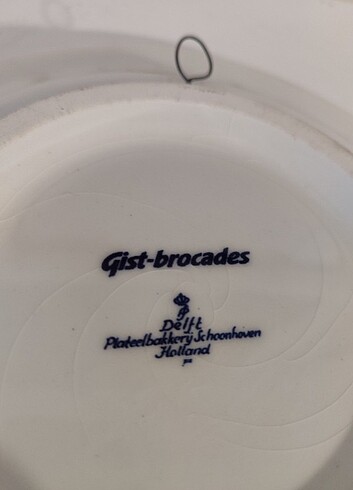 Gist-brocades
Delft
Plateelbakkerij Schoonhoven
Holland